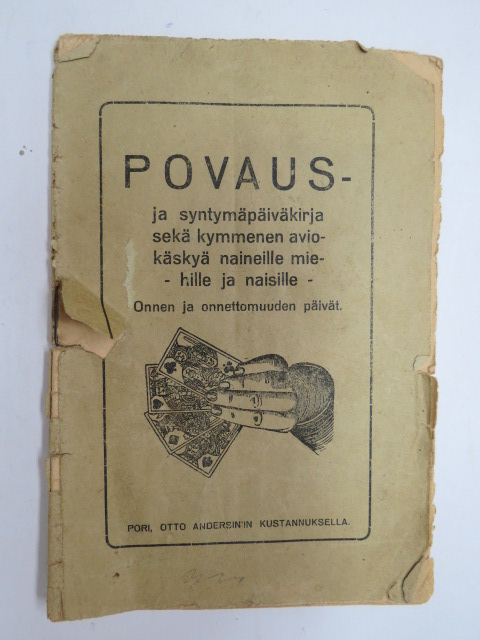 POVAUS-
ja syntymäpäiväkirja
sekä kymmenen avio-
käskyä naineille mie-
- hille ja naisille -
Onnen ja onnettomuuden päivät.
PORI, OTTO ANDERSIN'IN KUSTANNUKSELLA.